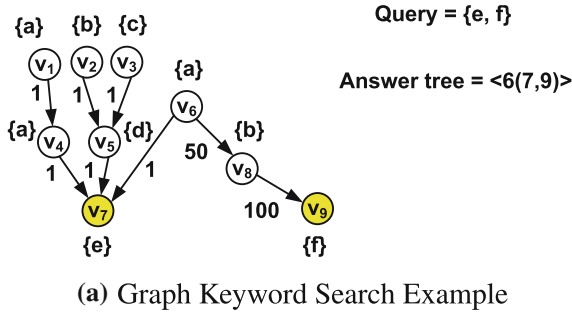 Query = {e, f}
{a} {b} {c}
v1 v2 v3 {a}
Answer tree = <6(7,9)>
1 1 1 v6
{a} v4 v5 {d} {b}
50 v8
1 1 1
v7 100 v9
{e} {f}
(a) Graph Keyword Search Example